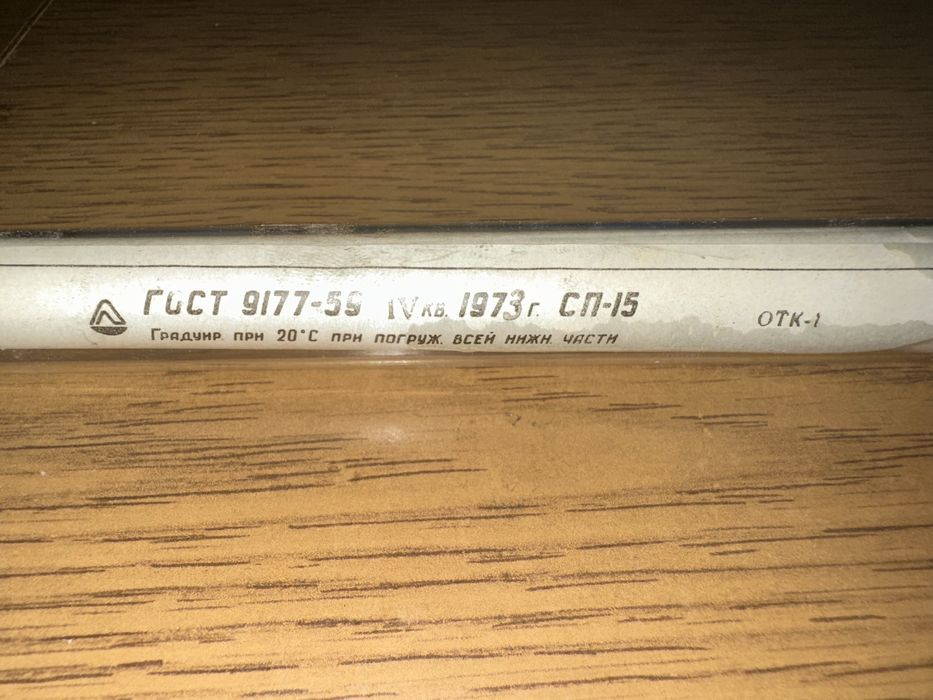 ГОСТ 9177-59 IV кв. 1973 г. СП-15 ОТК-1
Градуир. при 20°С при погруж. всей нижн. части